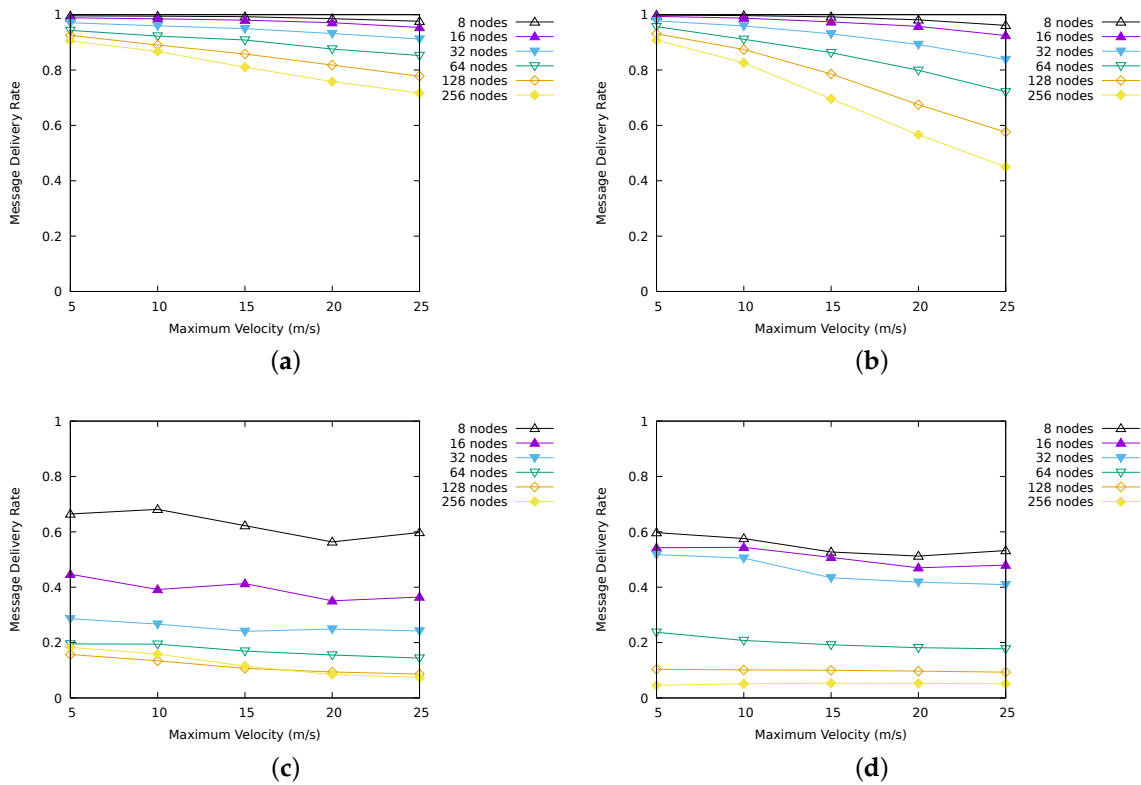 Message Delivery Rate
1
0.8
0.6
0.4
0.2
0
5
10
15
20
25
Maximum Velocity (m/s)
8 nodes
16 nodes
32 nodes
64 nodes
128 nodes
256 nodes
(a)
Message Delivery Rate
1
0.8
0.6
0.4
0.2
0
5
10
15
20
25
Maximum Velocity (m/s)
8 nodes
16 nodes
32 nodes
64 nodes
128 nodes
256 nodes
(b)
Message Delivery Rate
1
0.8
0.6
0.4
0.2
0
5
10
15
20
25
Maximum Velocity (m/s)
8 nodes
16 nodes
32 nodes
64 nodes
128 nodes
256 nodes
(c)
Message Delivery Rate
1
0.8
0.6
0.4
0.2
0
5
10
15
20
25
Maximum Velocity (m/s)
8 nodes
16 nodes
32 nodes
64 nodes
128 nodes
256 nodes
(d)